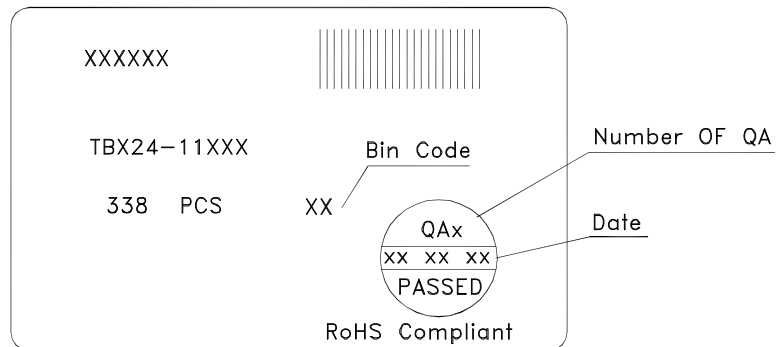 XXXXXX
TBX24-11XXX
Bin Code
Number OF QA
338 PCS
XX
QAx
Date
XX XX XX
PASSED
RoHS Compliant